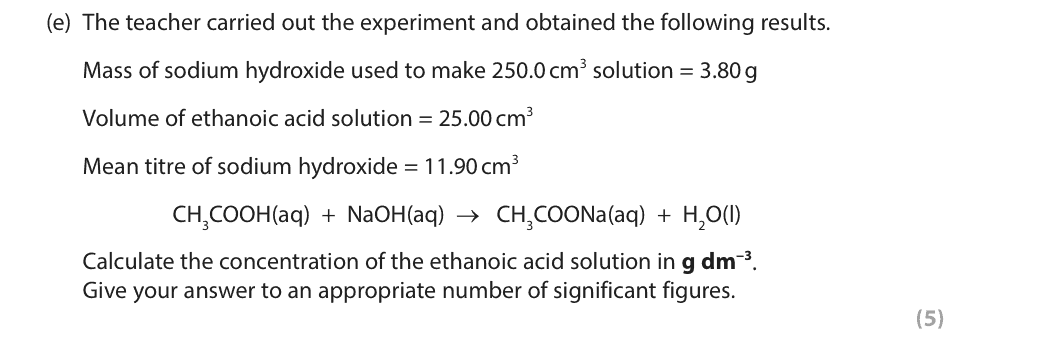 (e) The teacher carried out the experiment and obtained the following results.
Mass of sodium hydroxide used to make 250.0 cm³ solution = 3.80 g
Volume of ethanoic acid solution = 25.00 cm³
Mean titre of sodium hydroxide = 11.90 cm³
CH₃COOH(aq) + NaOH(aq) → CH₃COONa(aq) + H₂O(l)
Calculate the concentration of the ethanoic acid solution in g dm⁻³.
Give your answer to an appropriate number of significant figures.
(5)